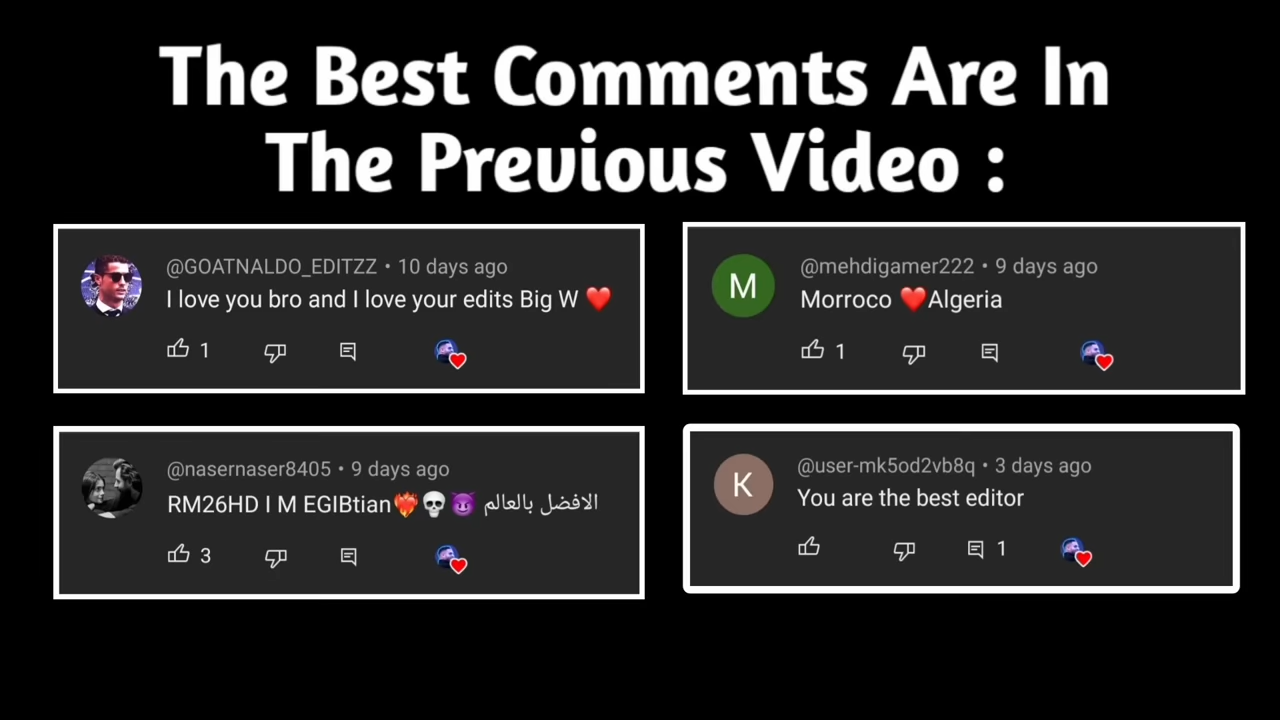 The Best Comments Are In
The Previous Video :
@GOATNALDO_EDITZZ • 10 days ago
I love you bro and I love your edits Big W ❤️
1
@mehdigamer222 • 9 days ago
Morroco ❤️Algeria
1
@nasernaser8405 • 9 days ago
RM26HD I M EGIBtian❤️‍🔥💀😈 الافضل بالعالم
3
@user-mk5od2vb8q • 3 days ago
You are the best editor
1
M
K